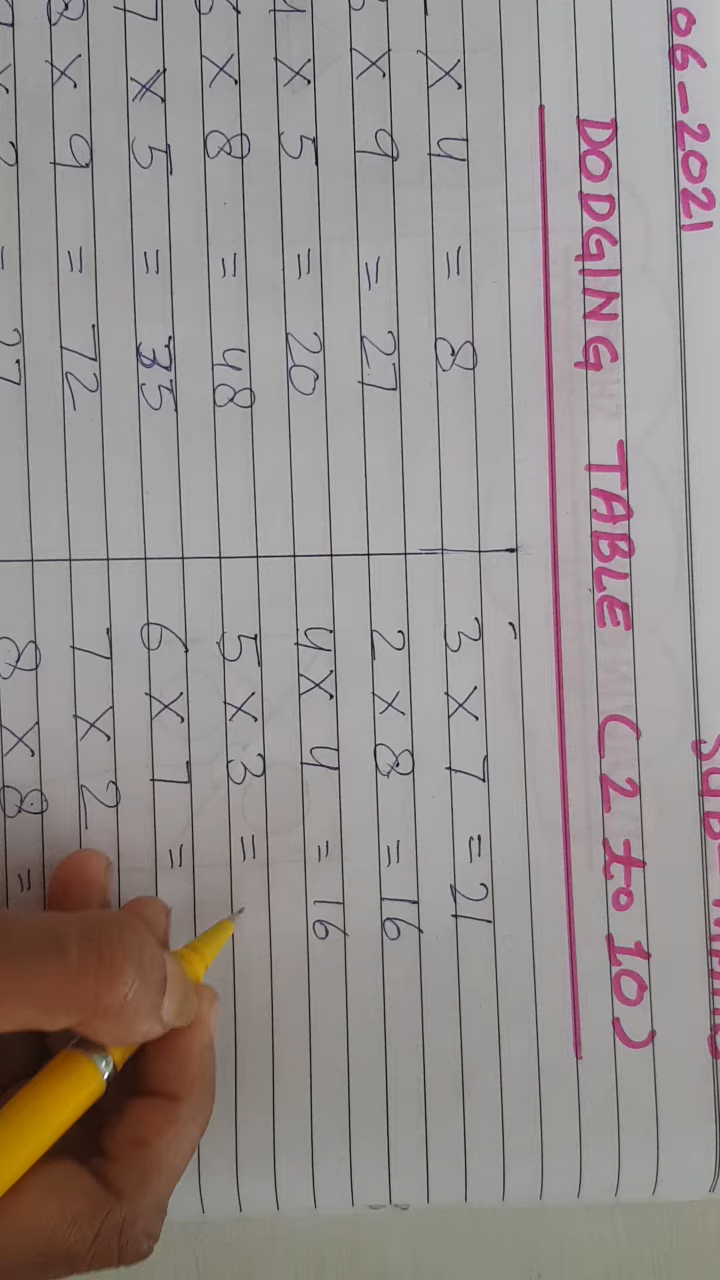 06-2021
DODGING TABLE (2 to 10)
x 4 = 8 3 x 7 = 21
x 9 = 27 2 x 8 = 16
4 x 5 = 20 4 x 4 = 16
x 8 = 48 5 x 3 =
7 x 5 = 35 6 x 7 =
8 x 9 = 72 7 x 2
= 27 8 x 8 =